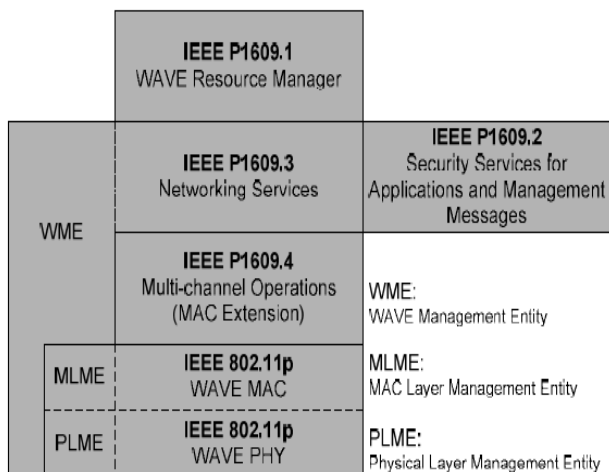 IEEE P1609.1
WAVE Resource Manager
IEEE P1609.2
Security Services for
Applications and Management
Messages
IEEE P1609.3
Networking Services
WME
IEEE P1609.4
Multi-channel Operations
(MAC Extension)
WME:
WAVE Management Entity
MLME
IEEE 802.11p
WAVE MAC
MLME:
MAC Layer Management Entity
PLME
IEEE 802.11p
WAVE PHY
PLME:
Physical Layer Management Entity